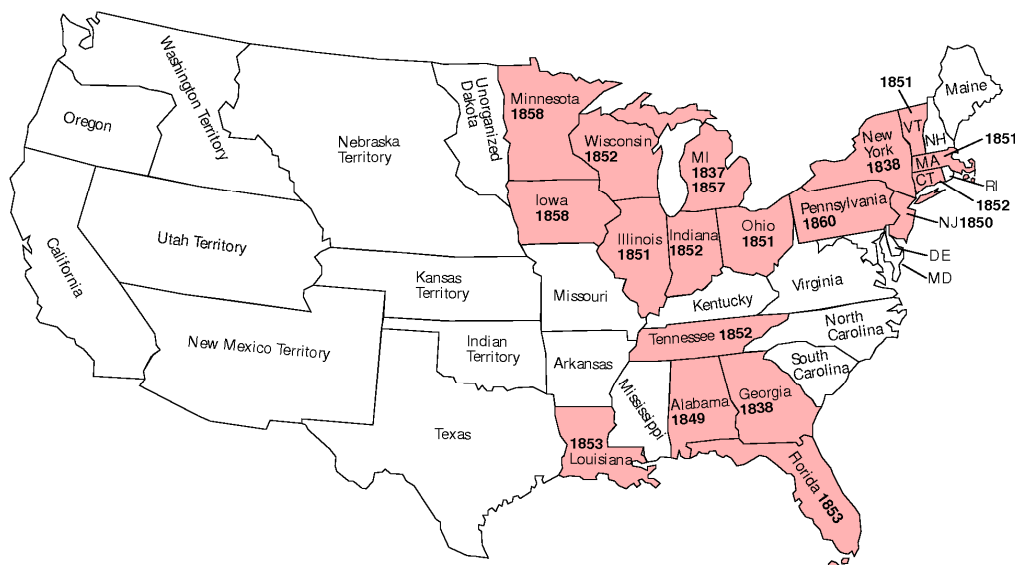 Washington Territory
Oregon
California
Utah Territory
New Mexico Territory
Nebraska
Territory
Unorganized
Dakota
Kansas
Territory
Indian
Territory
Texas
Minnesota
1858
Iowa
1858
Missouri
Arkansas
1853
Louisiana
Wisconsin
1852
Illinois
1851
MI
1837
1857
Indiana
1852
Ohio
1851
Kentucky
Tennessee 1852
Mississippi
Alabama
1849
Georgia
1838
Florida 1853
South
Carolina
North
Carolina
Virginia
Pennsylvania
1860
New
York
1838
1851
VT
NH
Maine
MA
1851
CT
1852
RI
NJ 1850
DE
MD